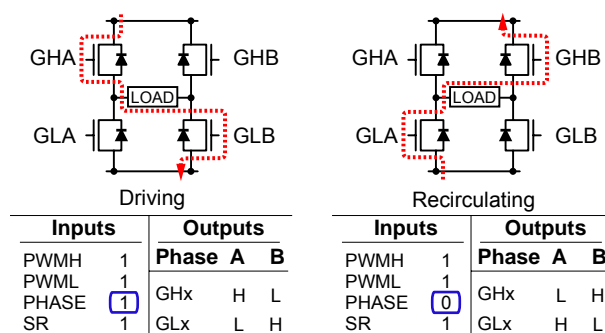 GHA GHB
LOAD
GLA GLB
Driving
Inputs Outputs
PWMH 1 Phase A B
PWML 1
PHASE 1 GHx H L
SR 1 GLx L H
GHA GHB
LOAD
GLA GLB
Recirculating
Inputs Outputs
PWMH 1 Phase A B
PWML 1
PHASE 0 GHx L H
SR 1 GLx H L